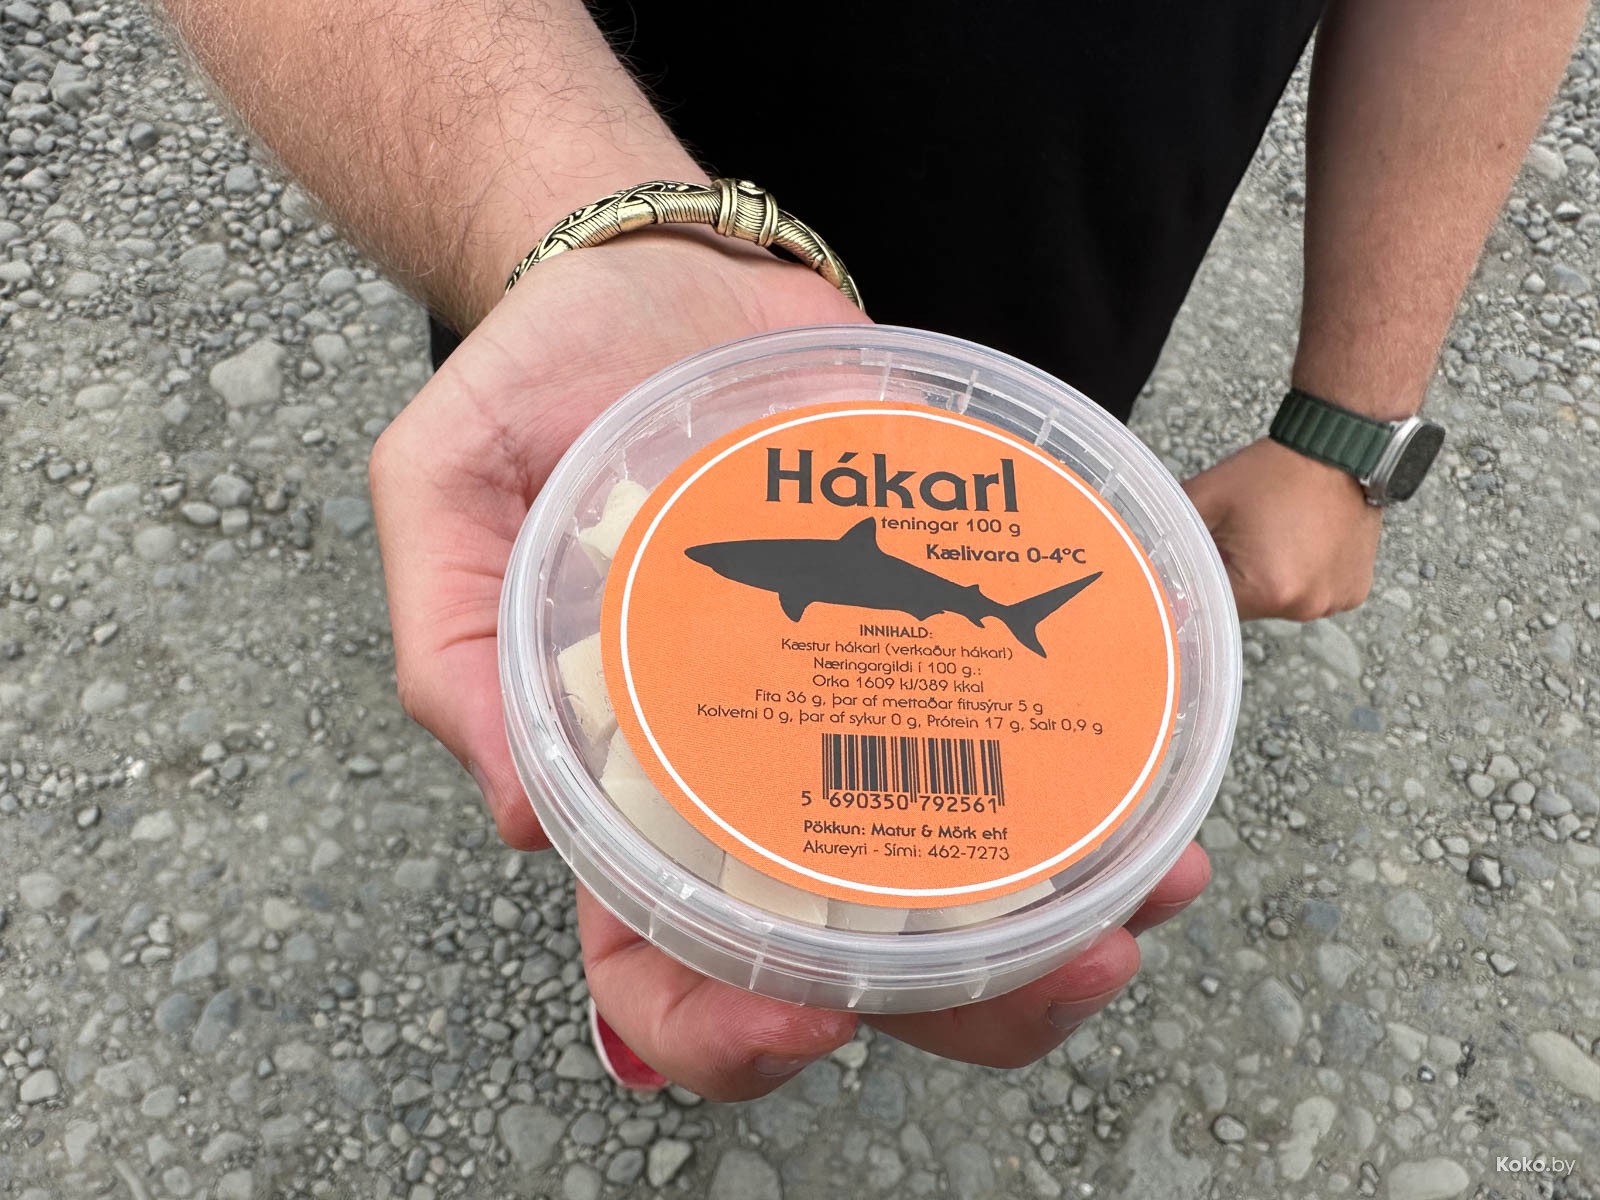 Hákarl
teningar 100 g
Kælivara 0-4°C
INNIHALD:
Kæstur hákarl (verkaður hákarl)
Næringargildi í 100 g.:
Orka 1609 kJ/389 kkal
Fita 36 g, þar af mettaðar fitusýrur 5 g
Kolvetni 0 g, þar af sykur 0 g, Prótein 17 g, Salt 0,9 g
5 690350 792561
Pökkun: Matur & Mörk ehf
Akureyri - Sími: 462-7273
Koko.by